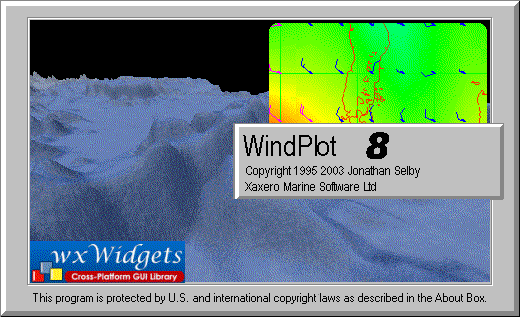 WindPlot 8
Copyright 1995 2003 Jonathan Selby
Xaxero Marine Software Ltd
wxWidgets
Cross-Platform GUI Library
This program is protected by U.S. and international copyright laws as described in the About Box.